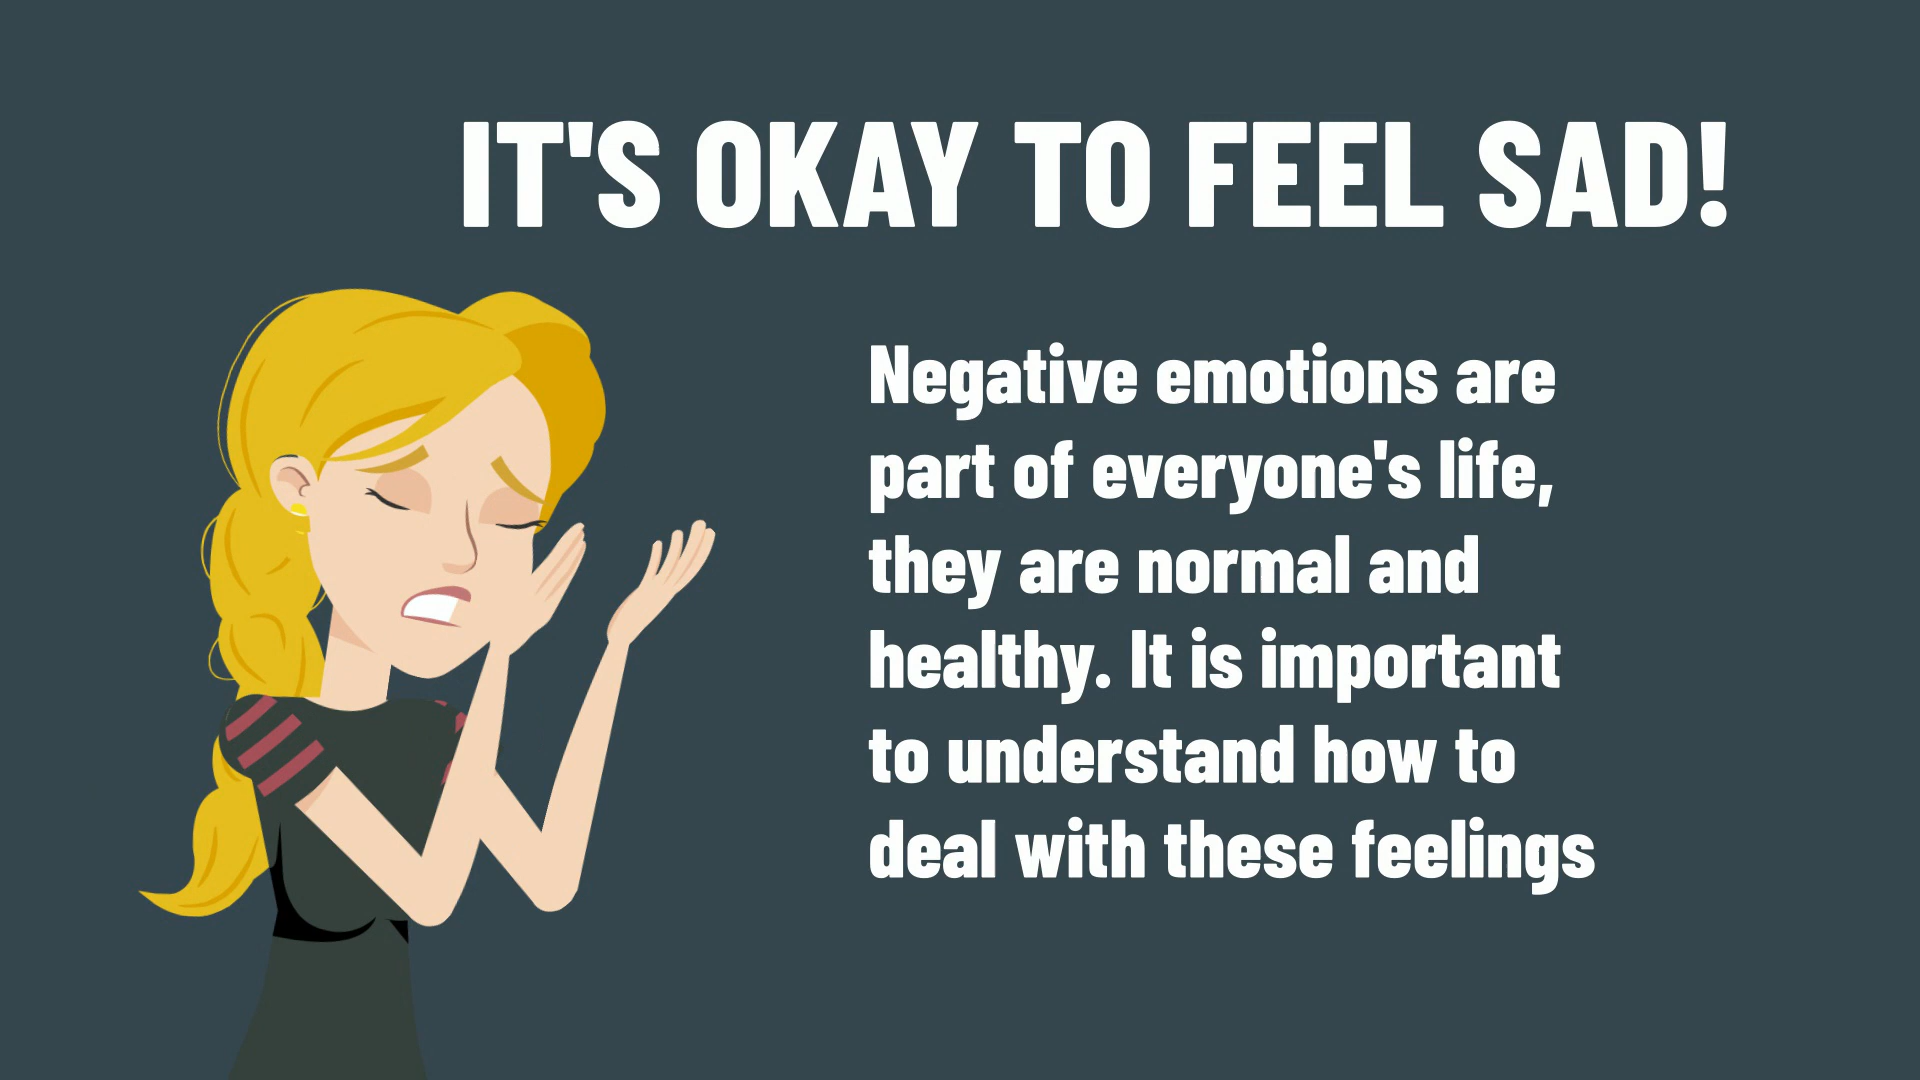 IT'S OKAY TO FEEL SAD!
Negative emotions are
part of everyone's life,
they are normal and
healthy. It is important
to understand how to
deal with these feelings